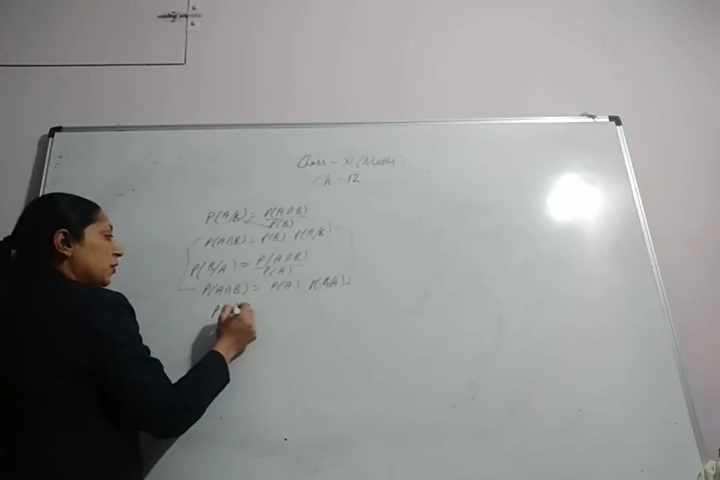 Class - XI (Maths)
Ch - 12
P(A/B) = P(A∩B)/P(B)
P(A∩B) = P(B) P(A/B)
P(B/A) = P(A∩B)/P(A)
P(A∩B) = P(A) P(B/A)
P(